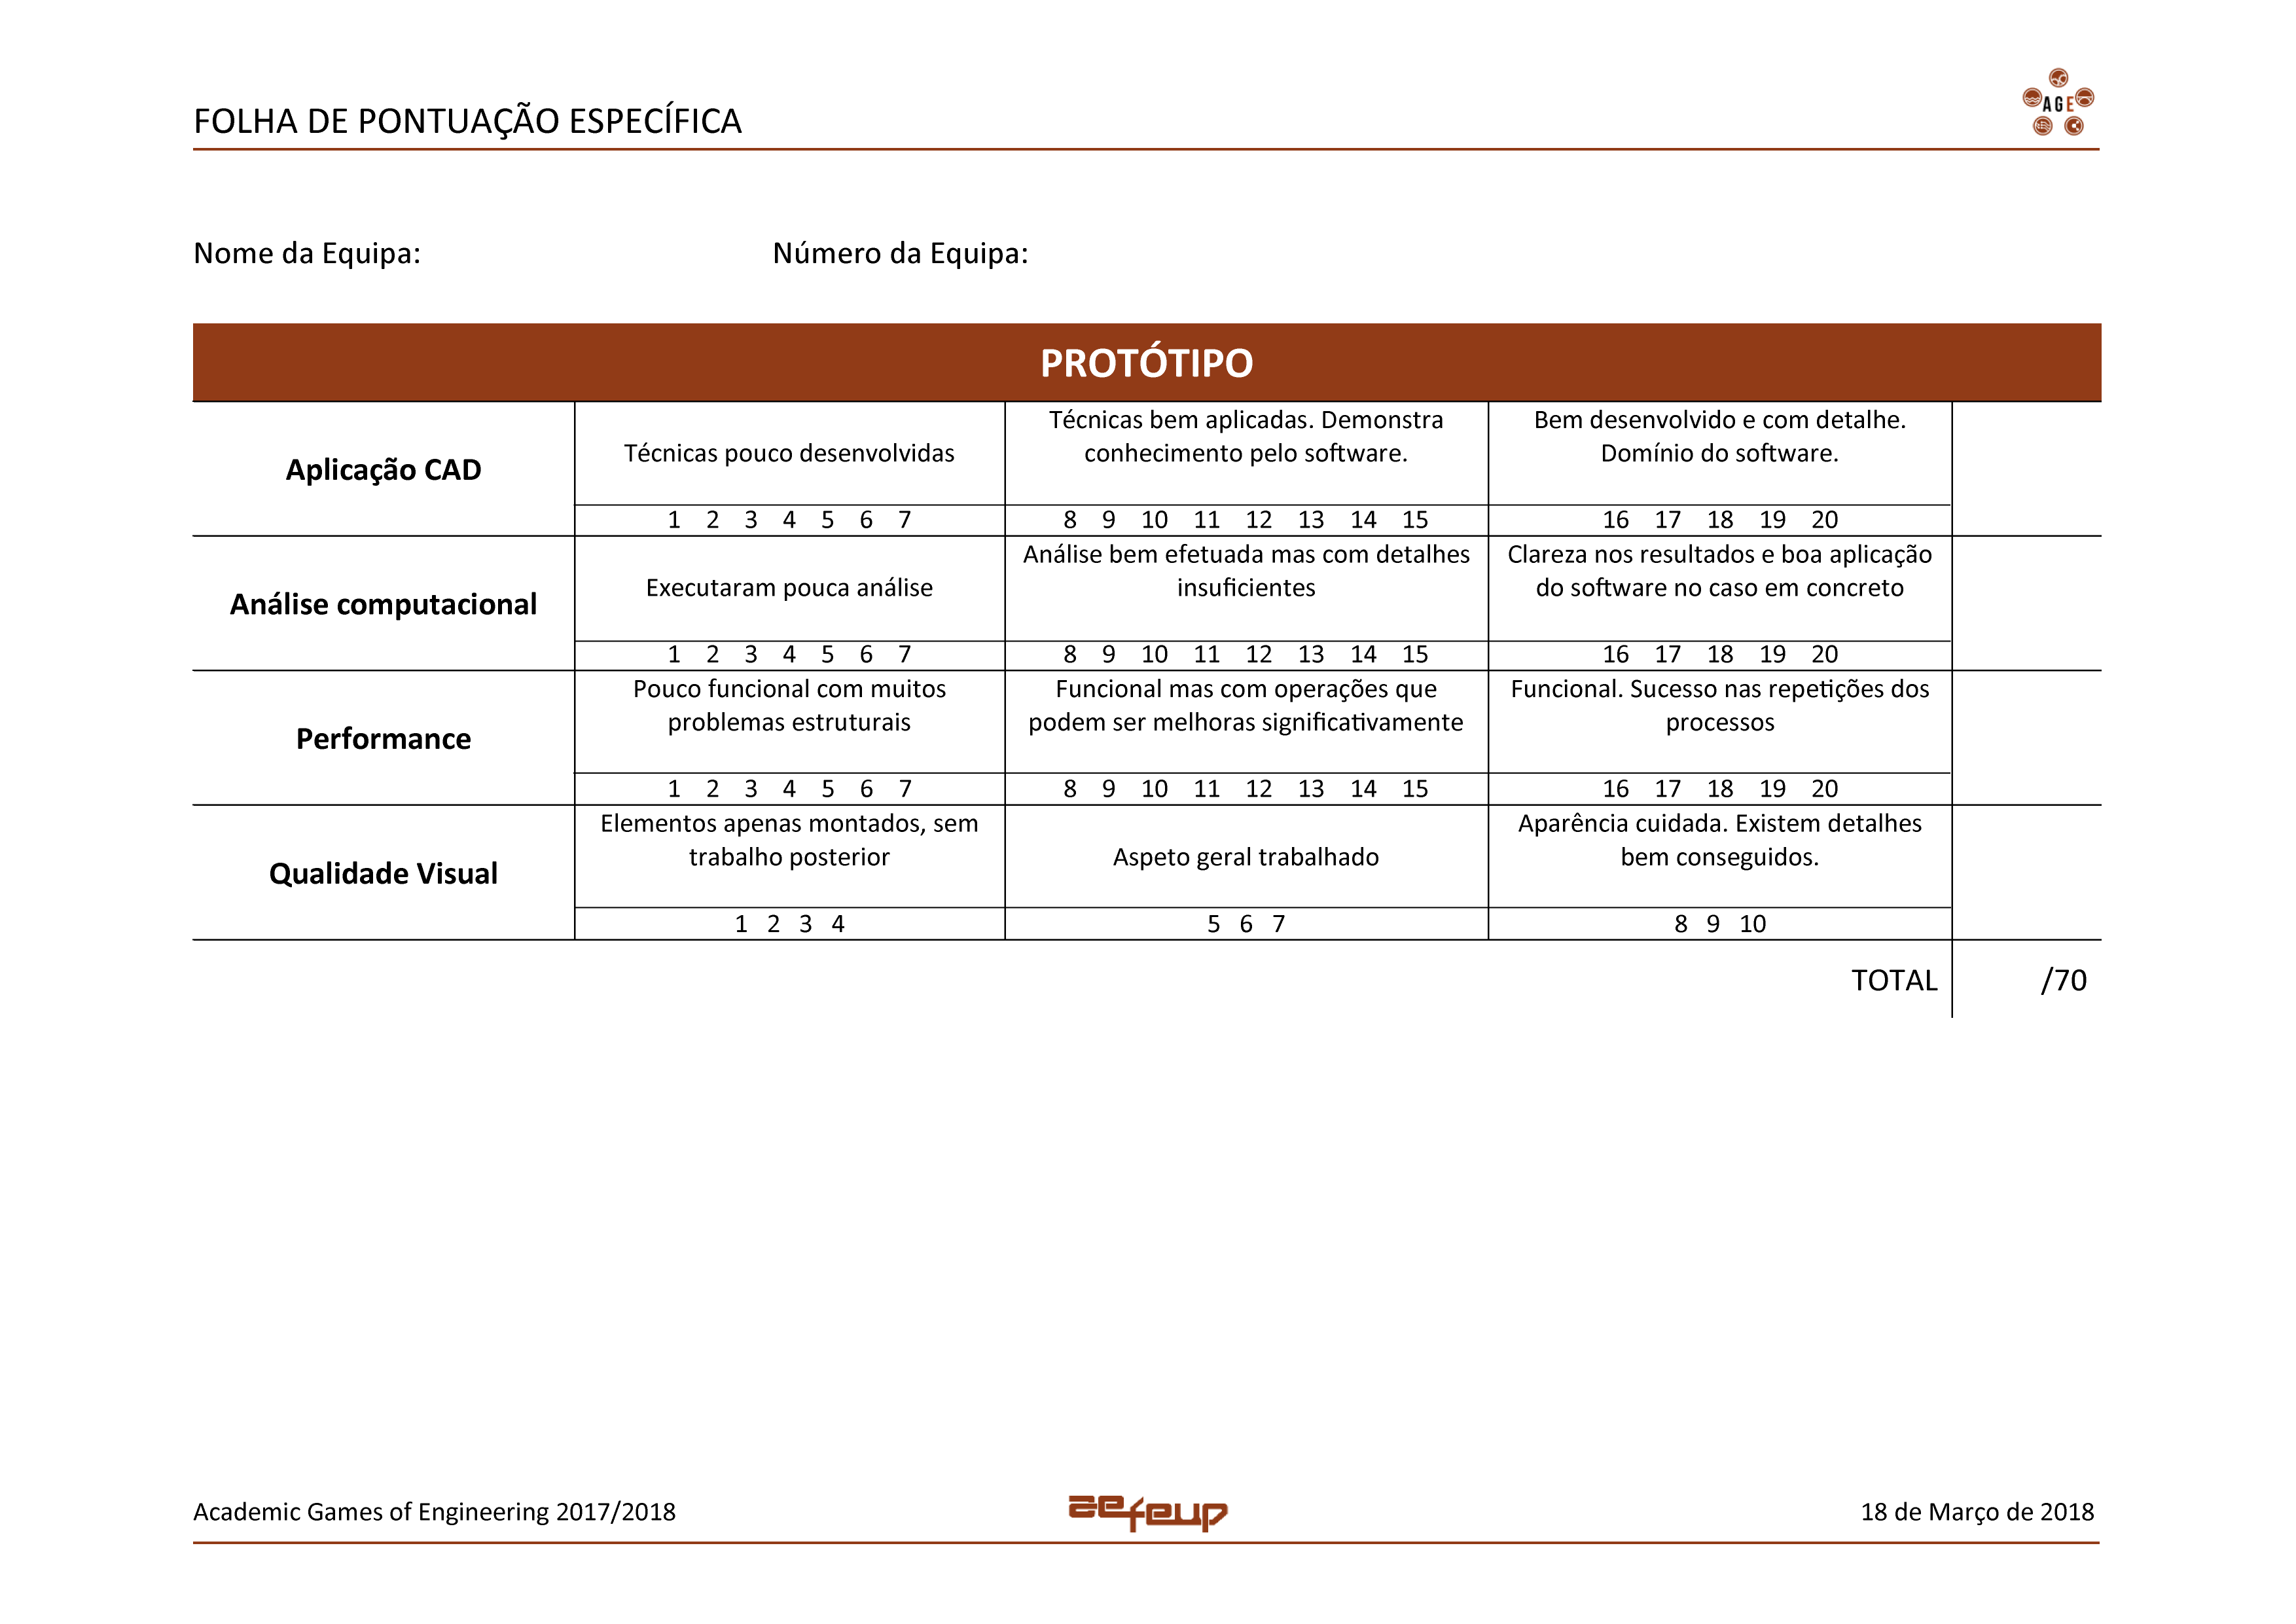 FOLHA DE PONTUAÇÃO ESPECÍFICA
AGE
Nome da Equipa:
Número da Equipa:
PROTÓTIPO
Aplicação CAD
Técnicas pouco desenvolvidas
1 2 3 4 5 6 7
Técnicas bem aplicadas. Demonstra
conhecimento pelo software.
8 9 10 11 12 13 14 15
Bem desenvolvido e com detalhe.
Domínio do software.
16 17 18 19 20
Análise computacional
Executaram pouca análise
1 2 3 4 5 6 7
Análise bem efetuada mas com detalhes
insuficientes
8 9 10 11 12 13 14 15
Clareza nos resultados e boa aplicação
do software no caso em concreto
16 17 18 19 20
Performance
Pouco funcional com muitos
problemas estruturais
1 2 3 4 5 6 7
Funcional mas com operações que
podem ser melhoras significativamente
8 9 10 11 12 13 14 15
Funcional. Sucesso nas repetições dos
processos
16 17 18 19 20
Qualidade Visual
Elementos apenas montados, sem
trabalho posterior
1 2 3 4
Aspeto geral trabalhado
5 6 7
Aparência cuidada. Existem detalhes
bem conseguidos.
8 9 10
TOTAL
/70
Academic Games of Engineering 2017/2018
aefeup
18 de Março de 2018